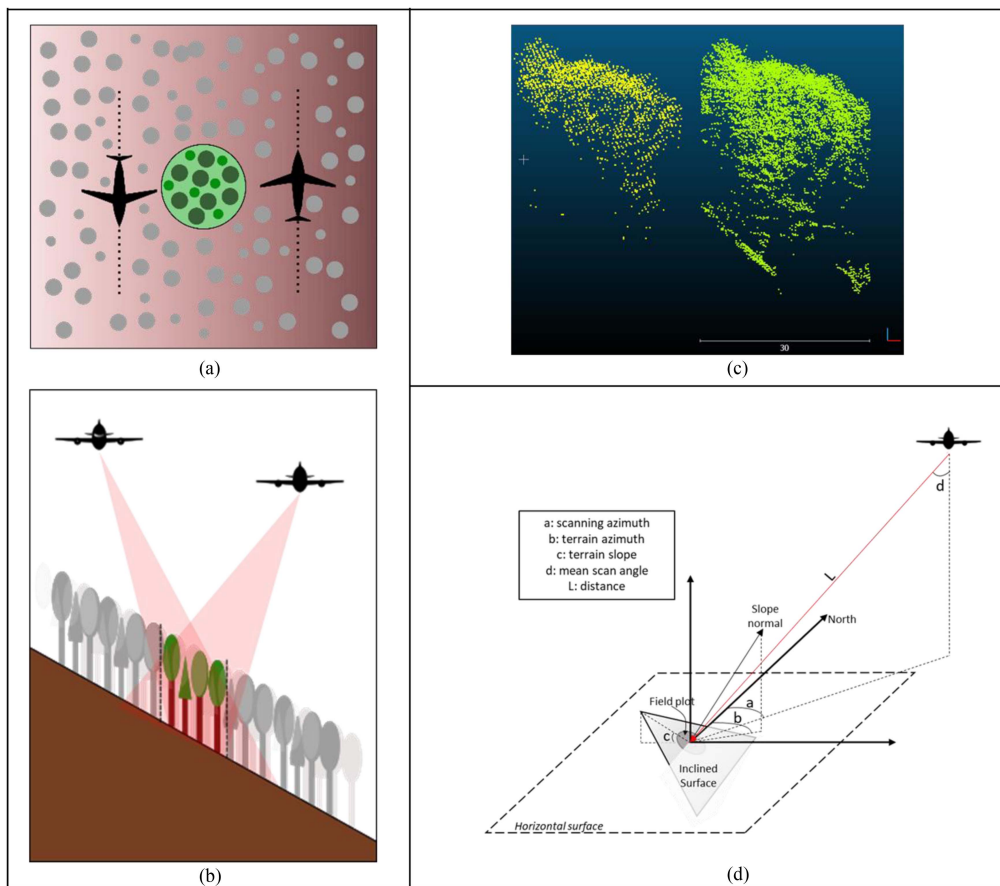 (a)
30
(c)
(b)
a: scanning azimuth
b: terrain azimuth
c: terrain slope
d: mean scan angle
L: distance
d
L
Slope
normal
North
Field plot
a
b
c
Inclined
Surface
Horizontal surface
(d)